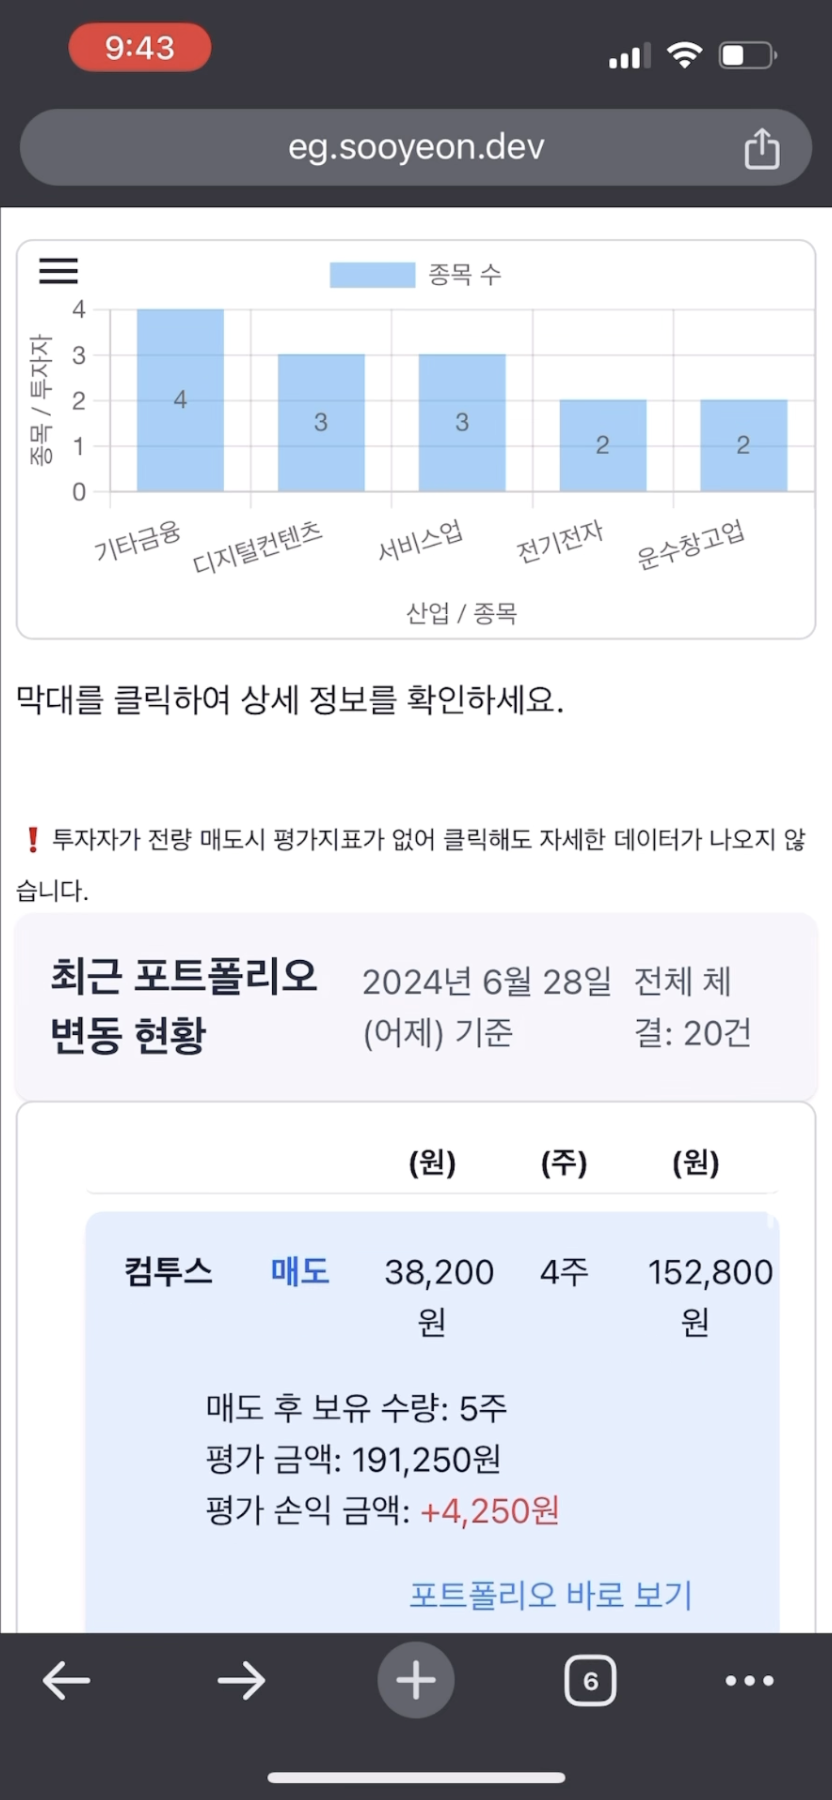 9:43
eg.sooyeon.dev
종목 수
종목 / 투자자
4
3
2
1
0
4
3
3
2
2
기타금융
디지털컨텐츠
서비스업
전기전자
운수창고업
산업 / 종목
막대를 클릭하여 상세 정보를 확인하세요.
❗ 투자자가 전량 매도시 평가지표가 없어 클릭해도 자세한 데이터가 나오지 않
습니다.
최근 포트폴리오
변동 현황
2024년 6월 28일
(어제) 기준
전체 체
결: 20건
(원) (주) (원)
컴투스 매도 38,200 4주 152,800
원 원
매도 후 보유 수량: 5주
평가 금액: 191,250원
평가 손익 금액: +4,250원
포트폴리오 바로 보기
6